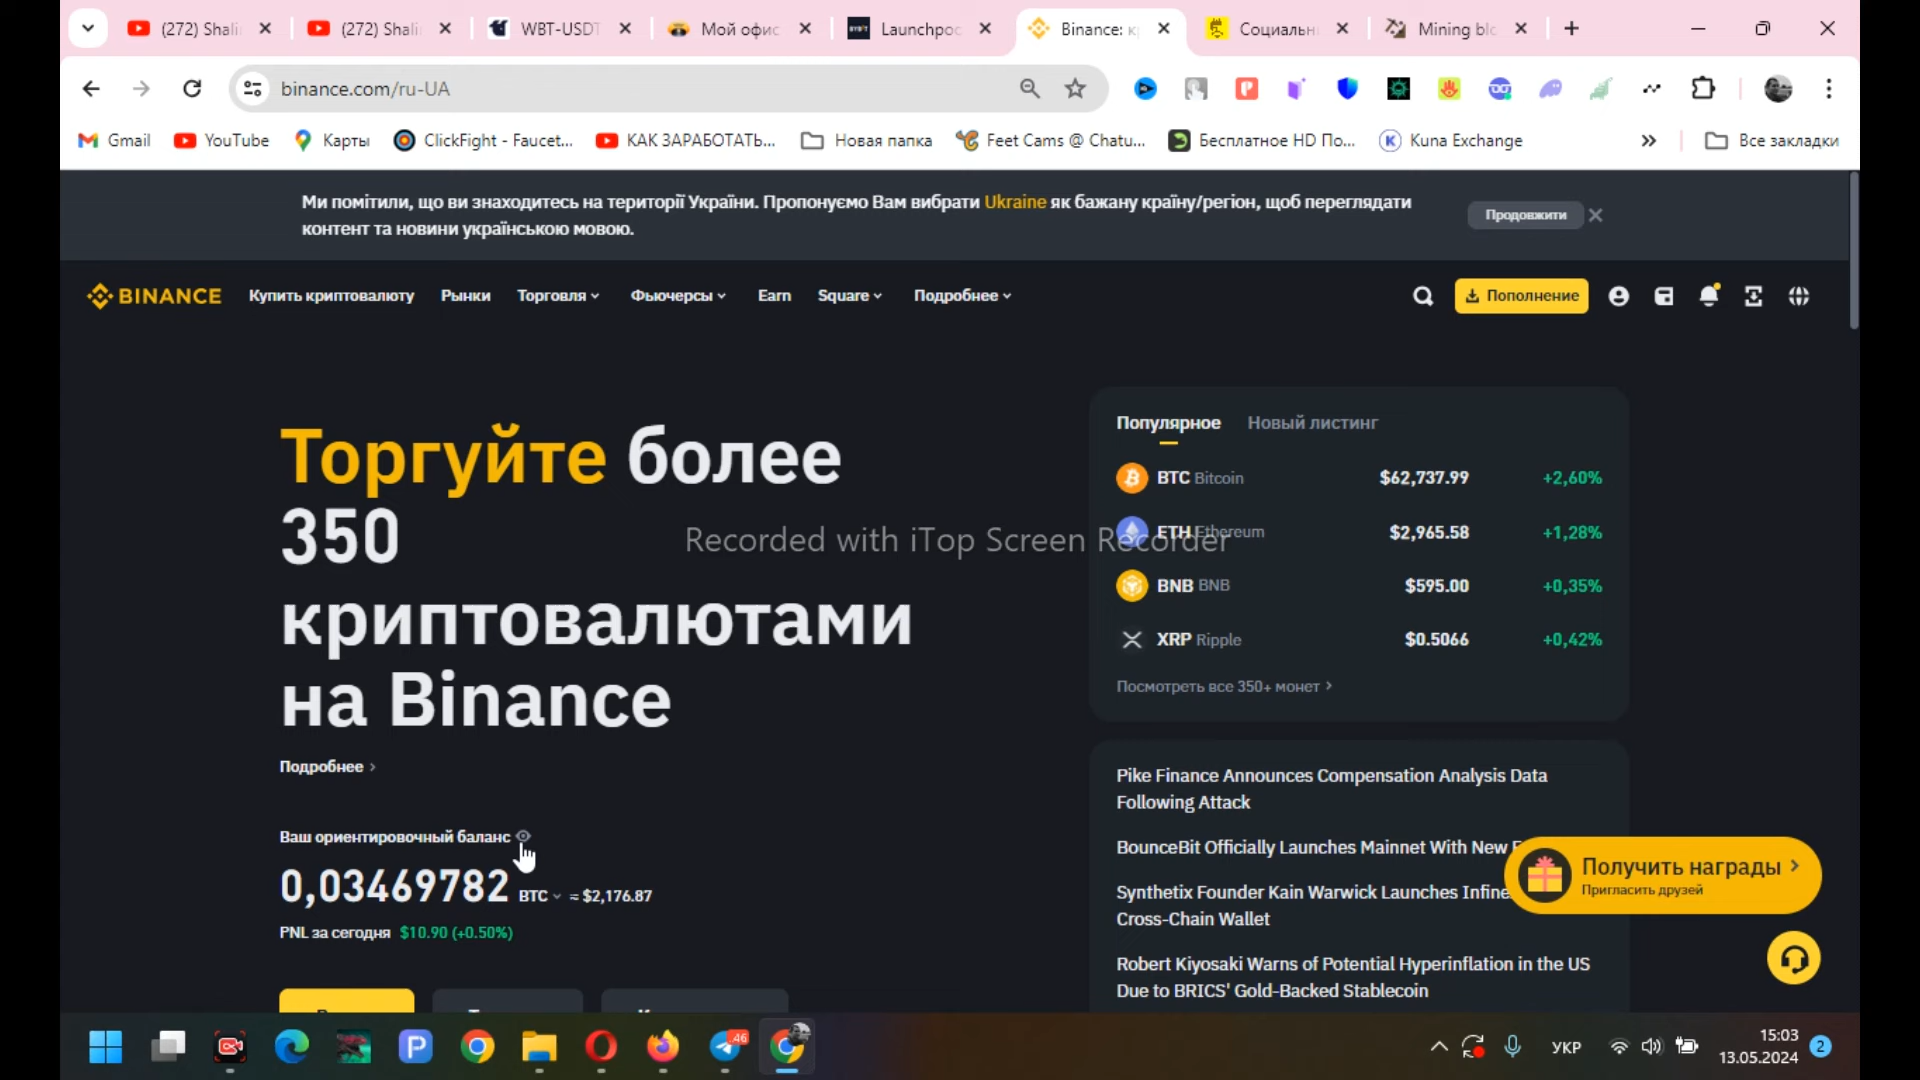 (272) Shali
(272) Shali
WBT-USDT
Мой офис
Launchpoo
Binance: к
Социальн
Mining blo
binance.com/ru-UA
Gmail
YouTube
Карты
ClickFight - Faucet...
КАК ЗАРАБОТАТЬ...
Новая папка
Feet Cams @ Chatu...
Бесплатное HD По...
Kuna Exchange
»
Все закладки
Ми помітили, що ви знаходитесь на території України. Пропонуємо Вам вибрати Ukraine як бажану країну/регіон, щоб переглядати
контент та новини українською мовою.
Продовжити
BINANCE
Купить криптовалюту
Рынки
Торговля
Фьючерсы
Earn
Square
Подробнее
Пополнение
Торгуйте более
350
криптовалютами
на Binance
Подробнее
Ваш ориентировочный баланс
0,03469782 BTC ≈ $2,176.87
PNL за сегодня $10.90 (+0.50%)
Популярное
Новый листинг
BTC Bitcoin $62,737.99 +2,60%
ETH Ethereum $2,965.58 +1,28%
BNB BNB $595.00 +0,35%
XRP Ripple $0.5066 +0,42%
Посмотреть все 350+ монет
Recorded with iTop Screen Recorder
Pike Finance Announces Compensation Analysis Data
Following Attack
BounceBit Officially Launches Mainnet With New
Synthetix Founder Kain Warwick Launches Infine
Cross-Chain Wallet
Robert Kiyosaki Warns of Potential Hyperinflation in the US
Due to BRICS' Gold-Backed Stablecoin
Получить награды
Пригласить друзей
46
УКР
15:03
13.05.2024
2